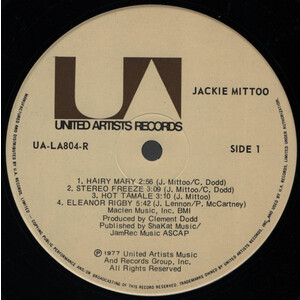 UA
UNITED ARTISTS RECORDS
JACKIE MITTOO
UA-LA804-R
SIDE 1
1. HAIRY MARY 2:56 (J. Mittoo/C. Dodd)
2. STEREO FREEZE 3:09 (J. Mittoo/C. Dodd)
3. HOT TAMALE 3:10 (J. Mittoo)
4. ELEANOR RIGBY 5:42 (J. Lennon/P. McCartney)
Maclen Music, Inc. BMI
Produced by Clement Dodd
Published by ShaKat Music/
JamRec Music ASCAP
©1977 United Artists Music
And Records Group, Inc.
All Rights Reserved